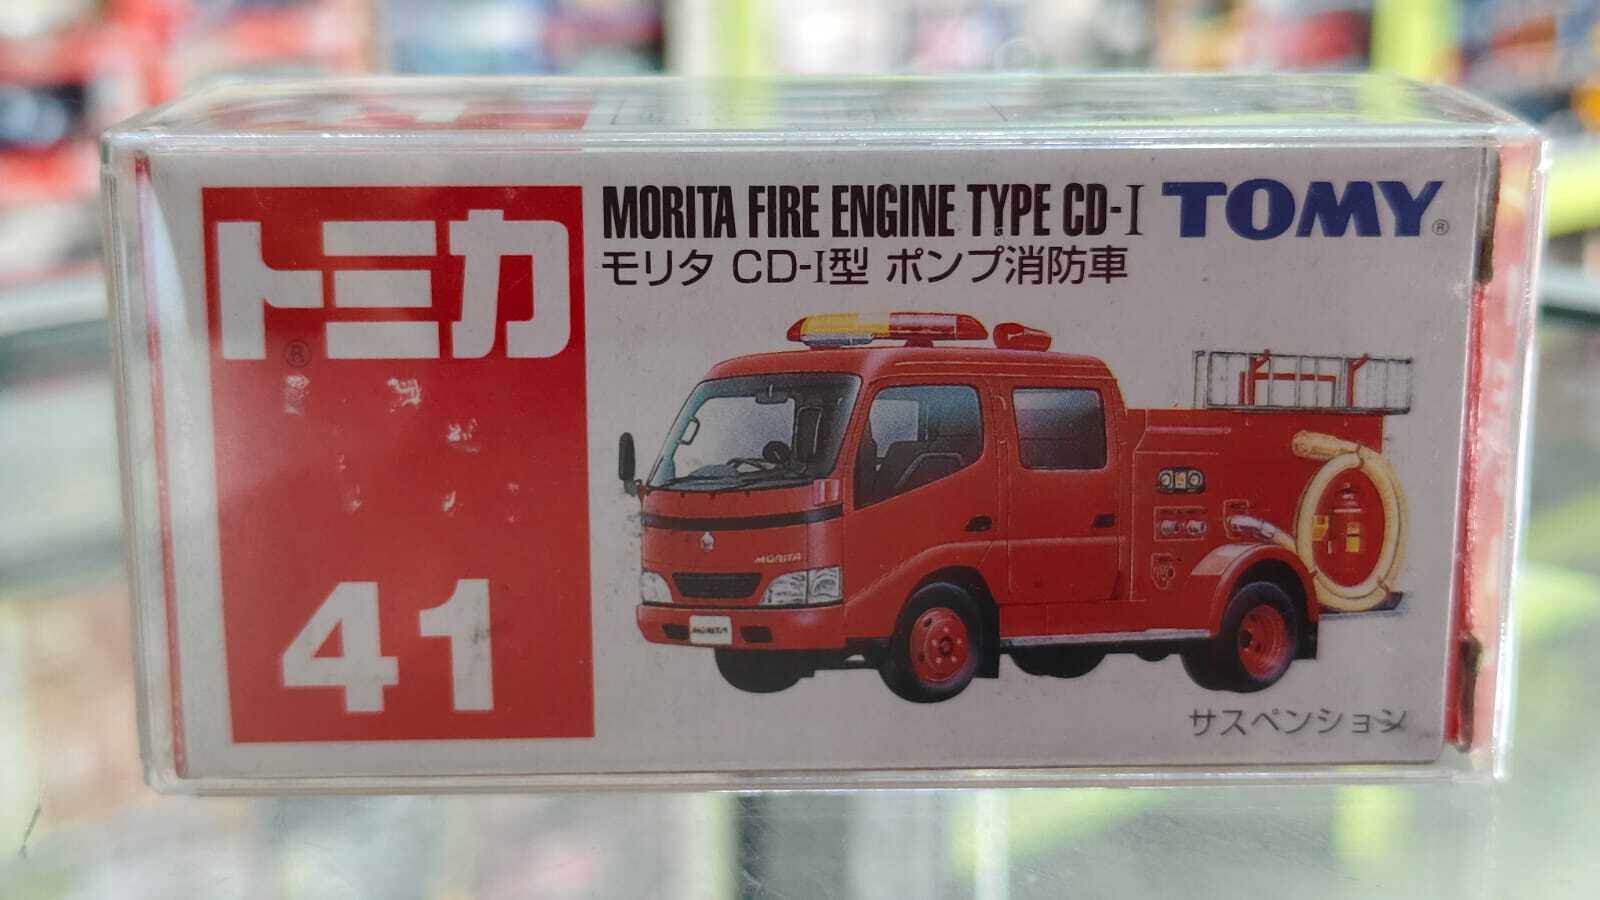 トミカ®
41
MORITA FIRE ENGINE TYPE CD-I
TOMY®
モリタ CD-I型 ポンプ消防車
MORITA
MORITA
サスペンション